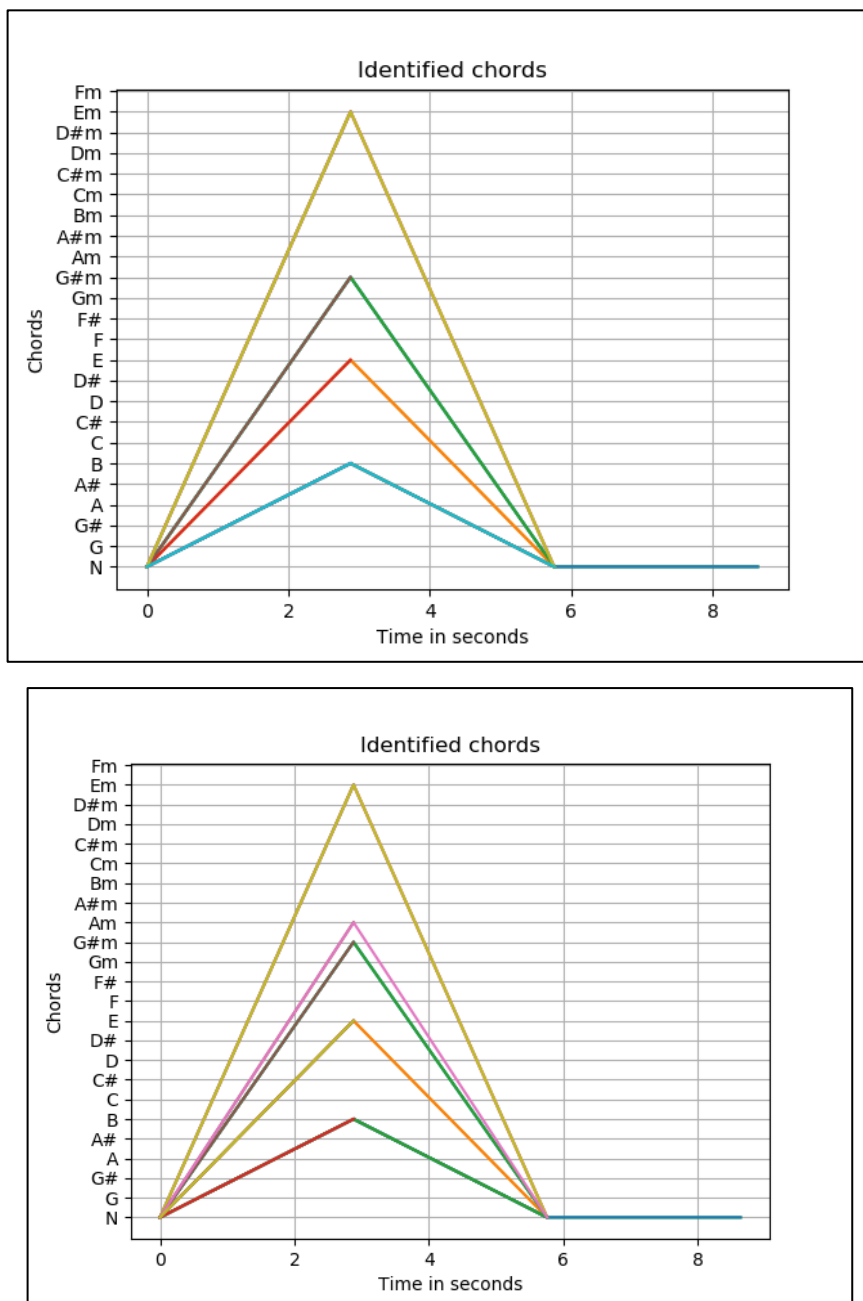 Identified chords
Fm
Em
D#m
Dm
C#m
Cm
Bm
A#m
Am
G#m
Gm
F#
F
E
D#
D
C#
C
B
A#
A
G#
G
N
Chords
0 2 4 6 8
Time in seconds
Identified chords
Fm
Em
D#m
Dm
C#m
Cm
Bm
A#m
Am
G#m
Gm
F#
F
E
D#
D
C#
C
B
A#
A
G#
G
N
Chords
0 2 4 6 8
Time in seconds